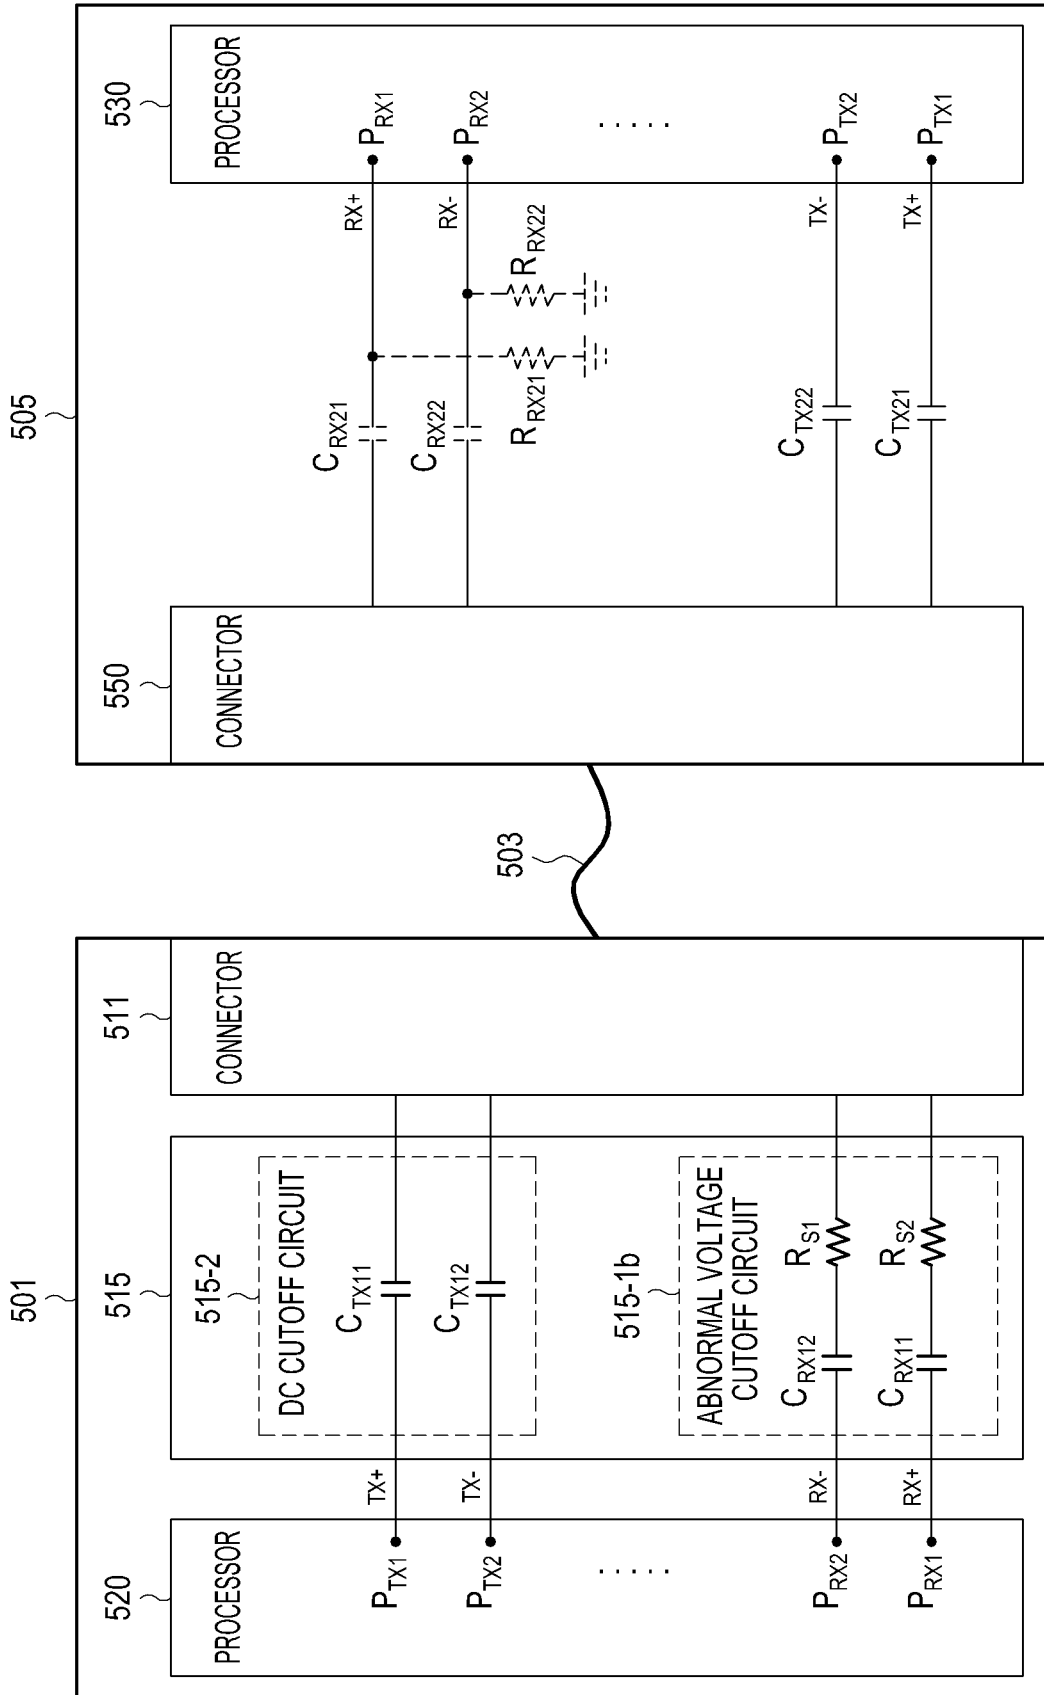 501
520
PROCESSOR
P_TX1
P_TX2
.....
P_RX2
P_RX1
TX+
TX-
RX-
RX+
515
515-2
DC CUTOFF CIRCUIT
C_TX11
C_TX12
515-1b
ABNORMAL VOLTAGE
CUTOFF CIRCUIT
C_RX12
R_S1
C_RX11
R_S2
511
CONNECTOR
503
505
550
CONNECTOR
C_RX21
C_RX22
R_RX21
R_RX22
C_TX22
C_TX21
RX+
RX-
TX-
TX+
530
PROCESSOR
P_RX1
P_RX2
.....
P_TX2
P_TX1